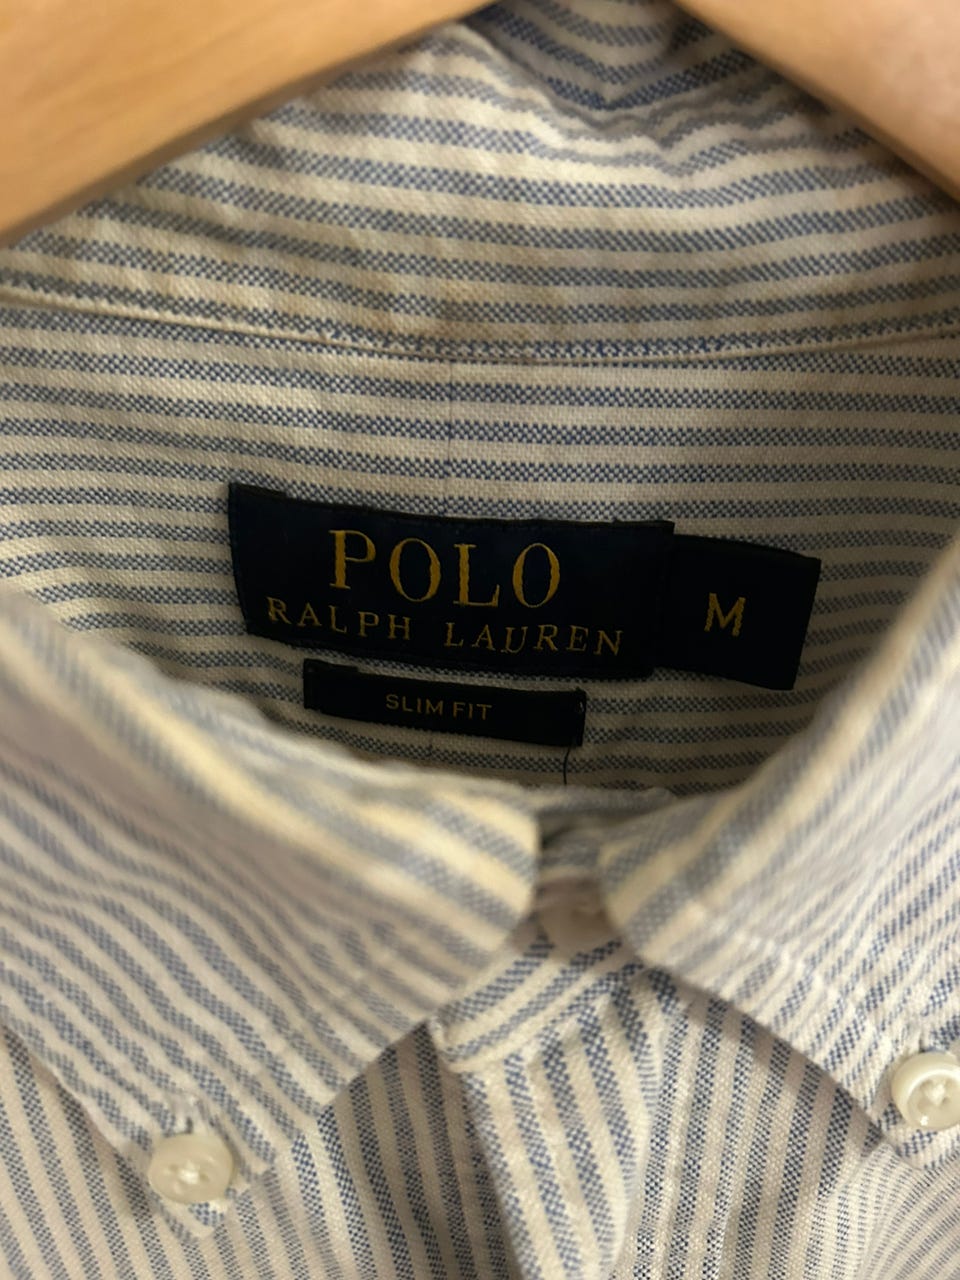 POLO
RALPH LAUREN
M
SLIM FIT